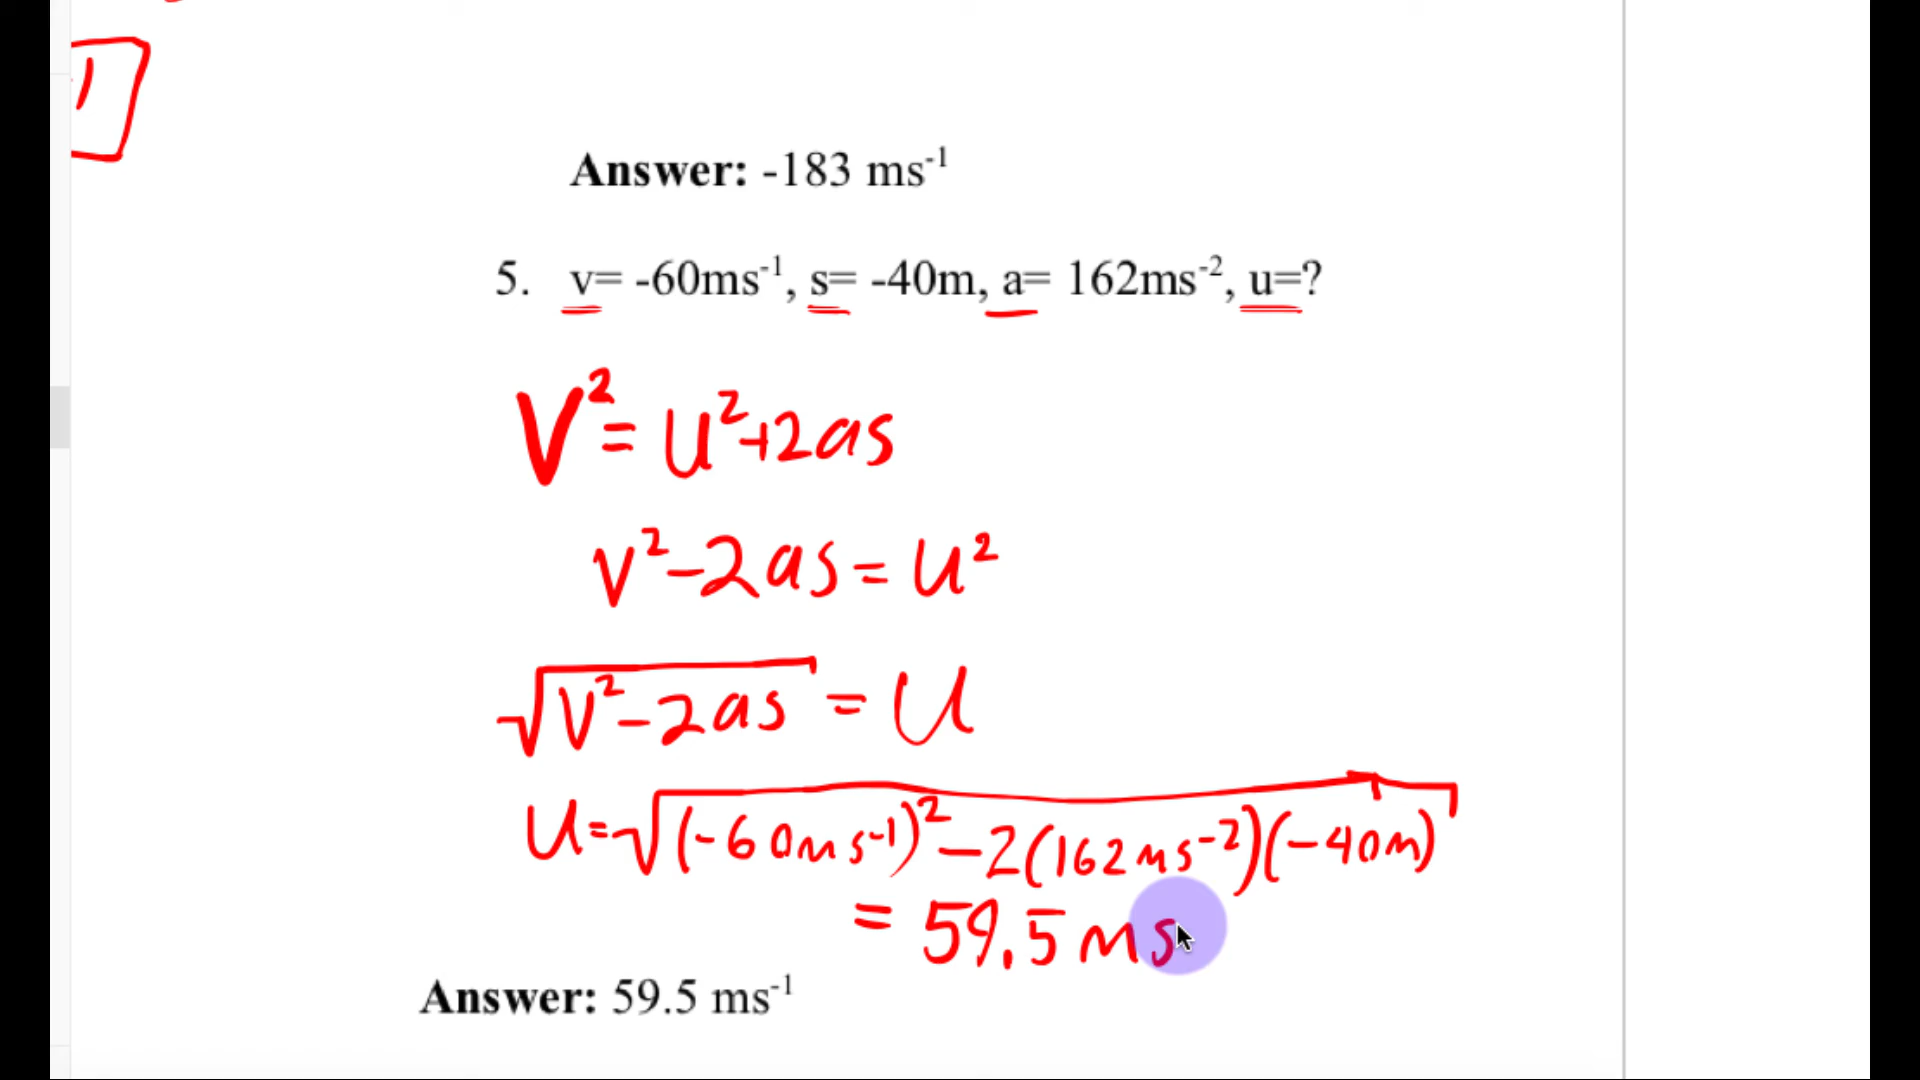 Answer: -183 ms⁻¹
5. v= -60ms⁻¹, s= -40m, a= 162ms⁻², u=?
V² = U²+2as
V²-2as = U²
√(V²-2as) = U
U=√((-60ms⁻¹)²-2(162ms⁻²)(-40m))
= 59.5 ms
Answer: 59.5 ms⁻¹